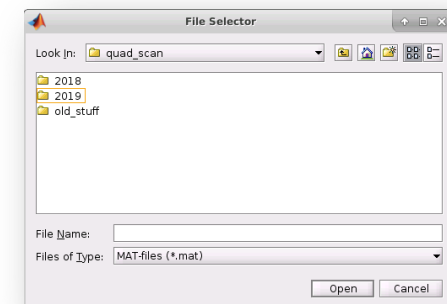 File Selector
Look In: quad_scan
2018
2019
old_stuff
File Name:
Files of Type: MAT-files (*.mat)
Open Cancel